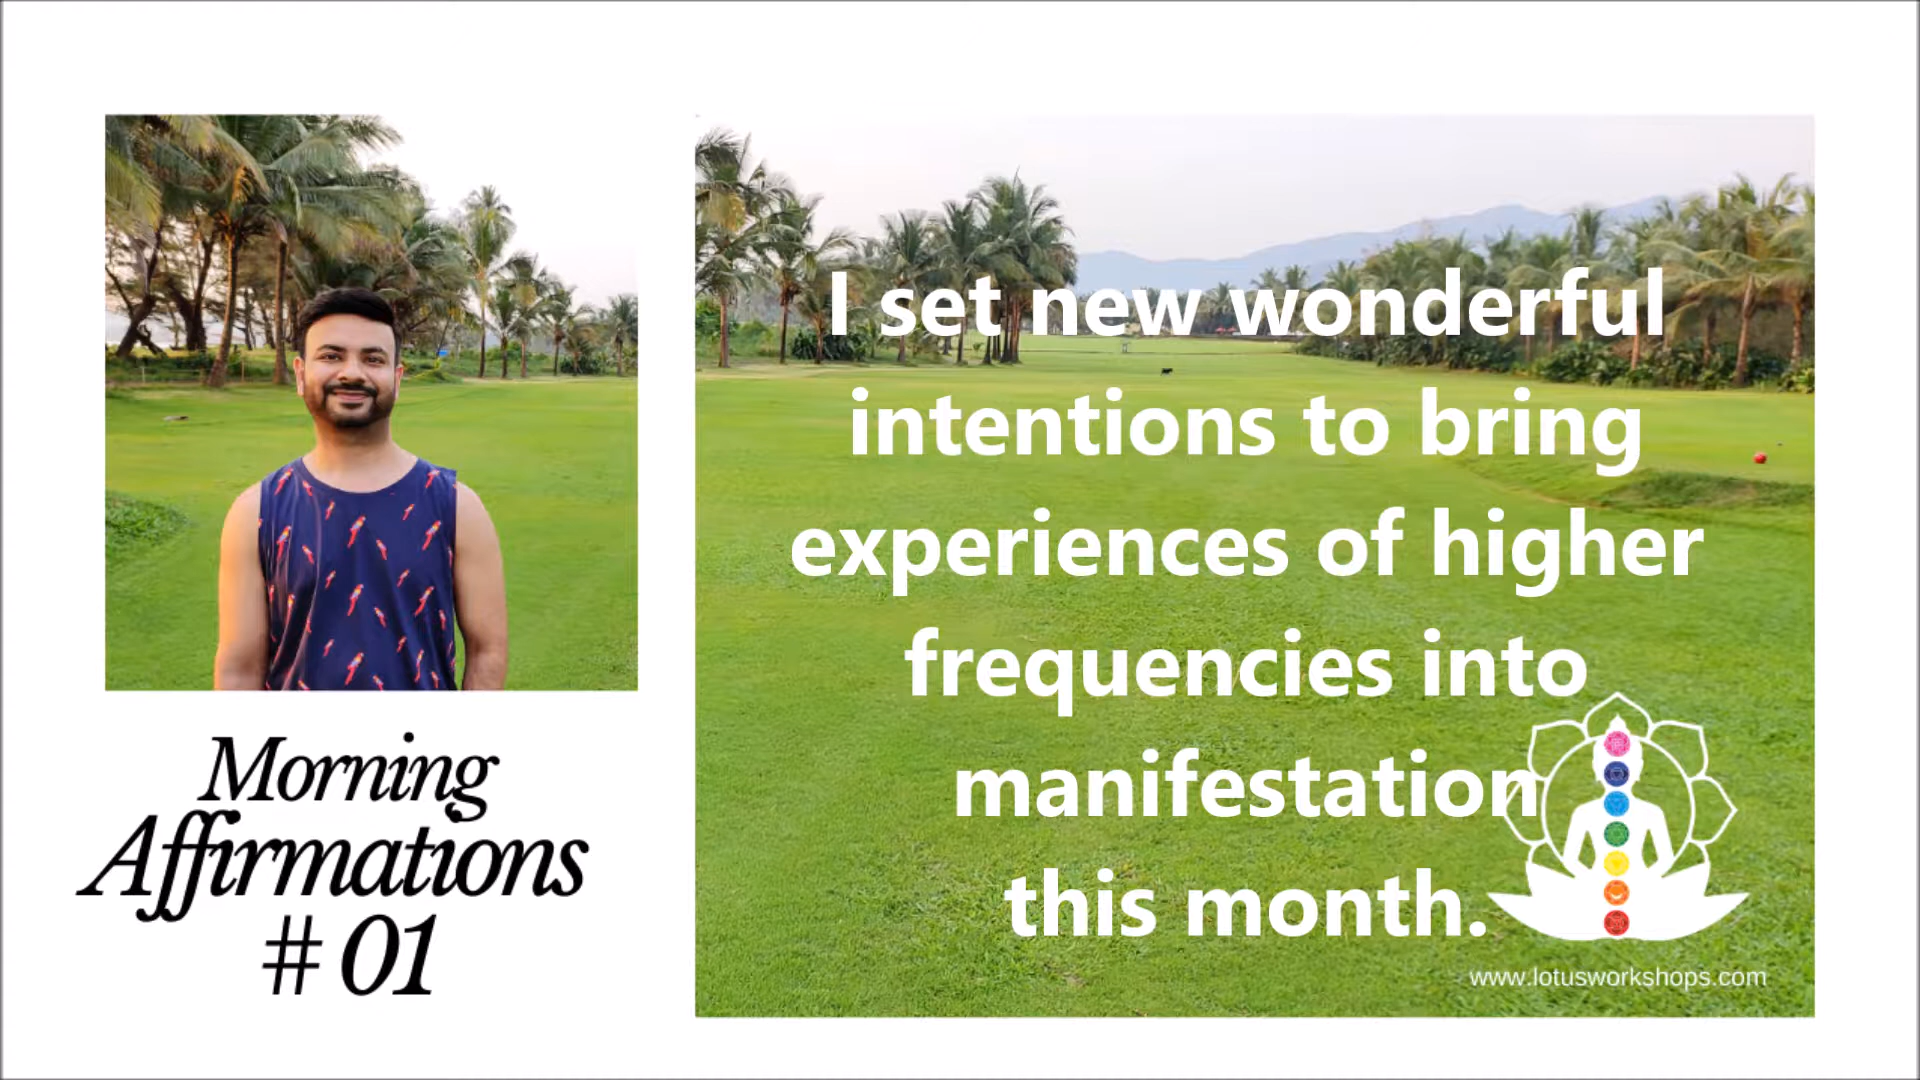 Morning
Affirmations
# 01
I set new wonderful
intentions to bring
experiences of higher
frequencies into
manifestation
this month.
www.lotusworkshops.com